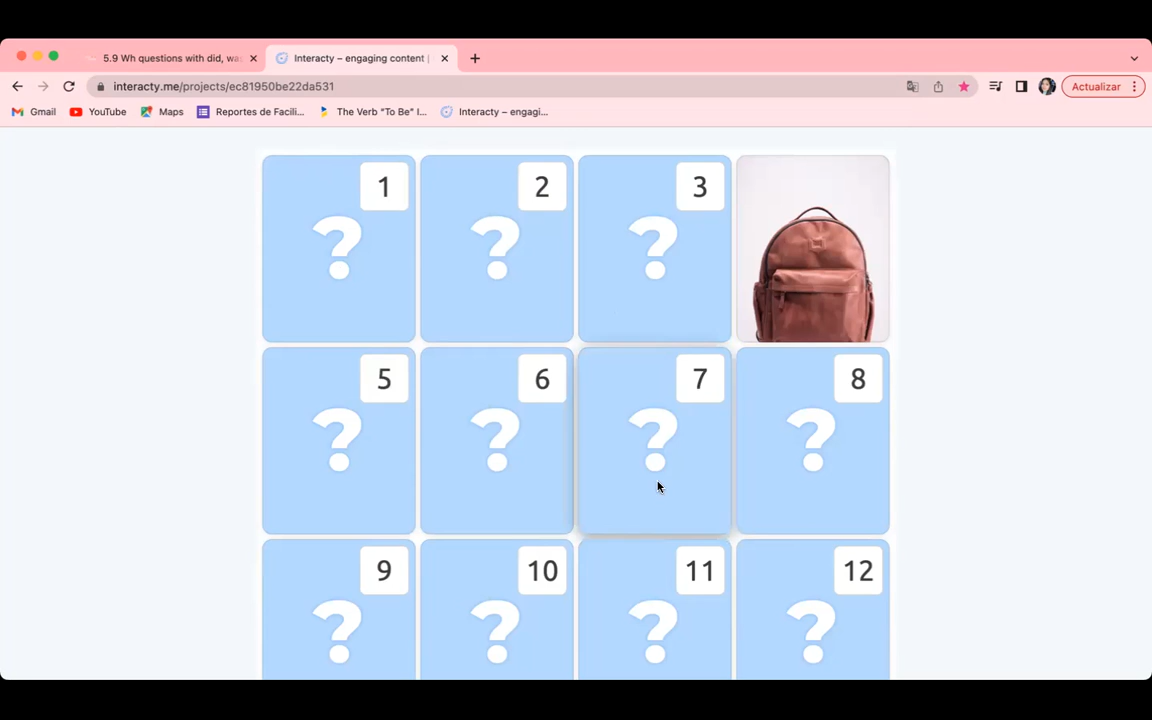 5.9 Wh questions with did, wa
Interacty – engaging content |
interacty.me/projects/ec81950be22da531
Actualizar
Gmail
YouTube
Maps
Reportes de Facili...
The Verb "To Be" I...
Interacty – engagi...
1
2
3
?
?
?
5
6
7
8
?
?
?
?
9
10
11
12
?
?
?
?